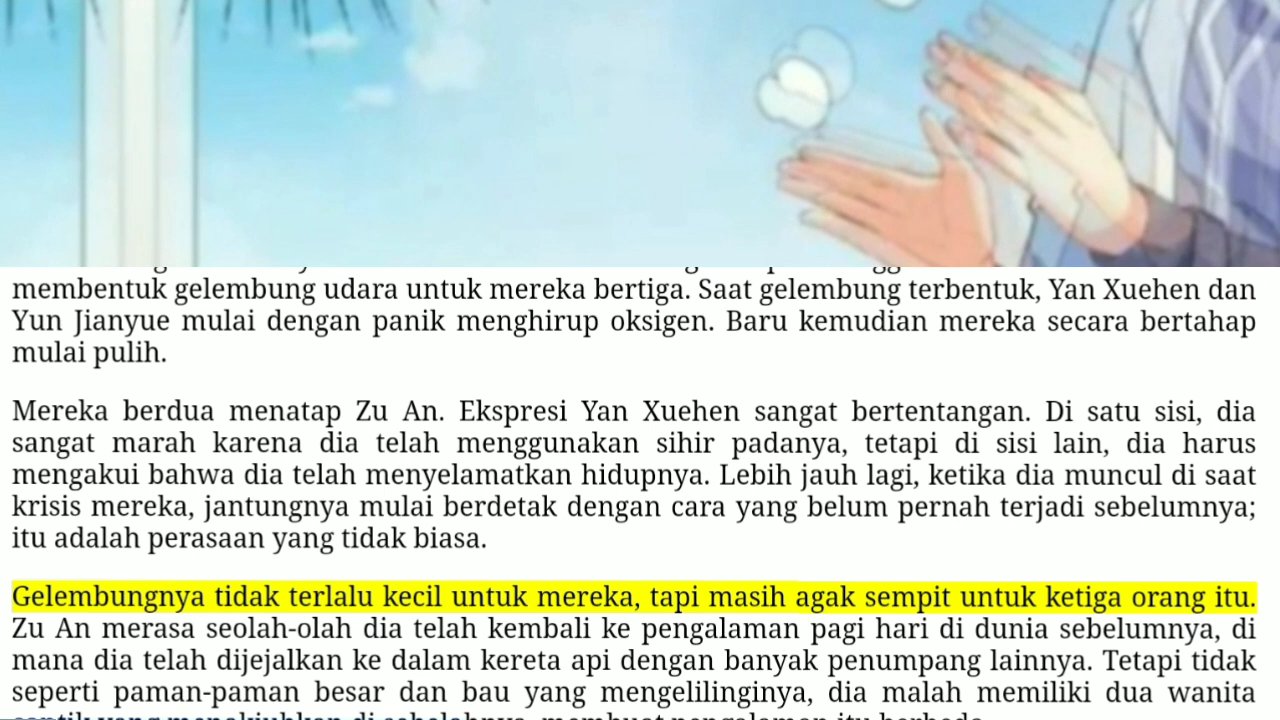 membentuk gelembung udara untuk mereka bertiga. Saat gelembung terbentuk, Yan Xuehen dan
Yun Jianyue mulai dengan panik menghirup oksigen. Baru kemudian mereka secara bertahap
mulai pulih.
Mereka berdua menatap Zu An. Ekspresi Yan Xuehen sangat bertentangan. Di satu sisi, dia
sangat marah karena dia telah menggunakan sihir padanya, tetapi di sisi lain, dia harus
mengakui bahwa dia telah menyelamatkan hidupnya. Lebih jauh lagi, ketika dia muncul di saat
krisis mereka, jantungnya mulai berdetak dengan cara yang belum pernah terjadi sebelumnya;
itu adalah perasaan yang tidak biasa.
Gelembungnya tidak terlalu kecil untuk mereka, tapi masih agak sempit untuk ketiga orang itu.
Zu An merasa seolah-olah dia telah kembali ke pengalaman pagi hari di dunia sebelumnya, di
mana dia telah dijejalkan ke dalam kereta api dengan banyak penumpang lainnya. Tetapi tidak
seperti paman-paman besar dan bau yang mengelilinginya, dia malah memiliki dua wanita